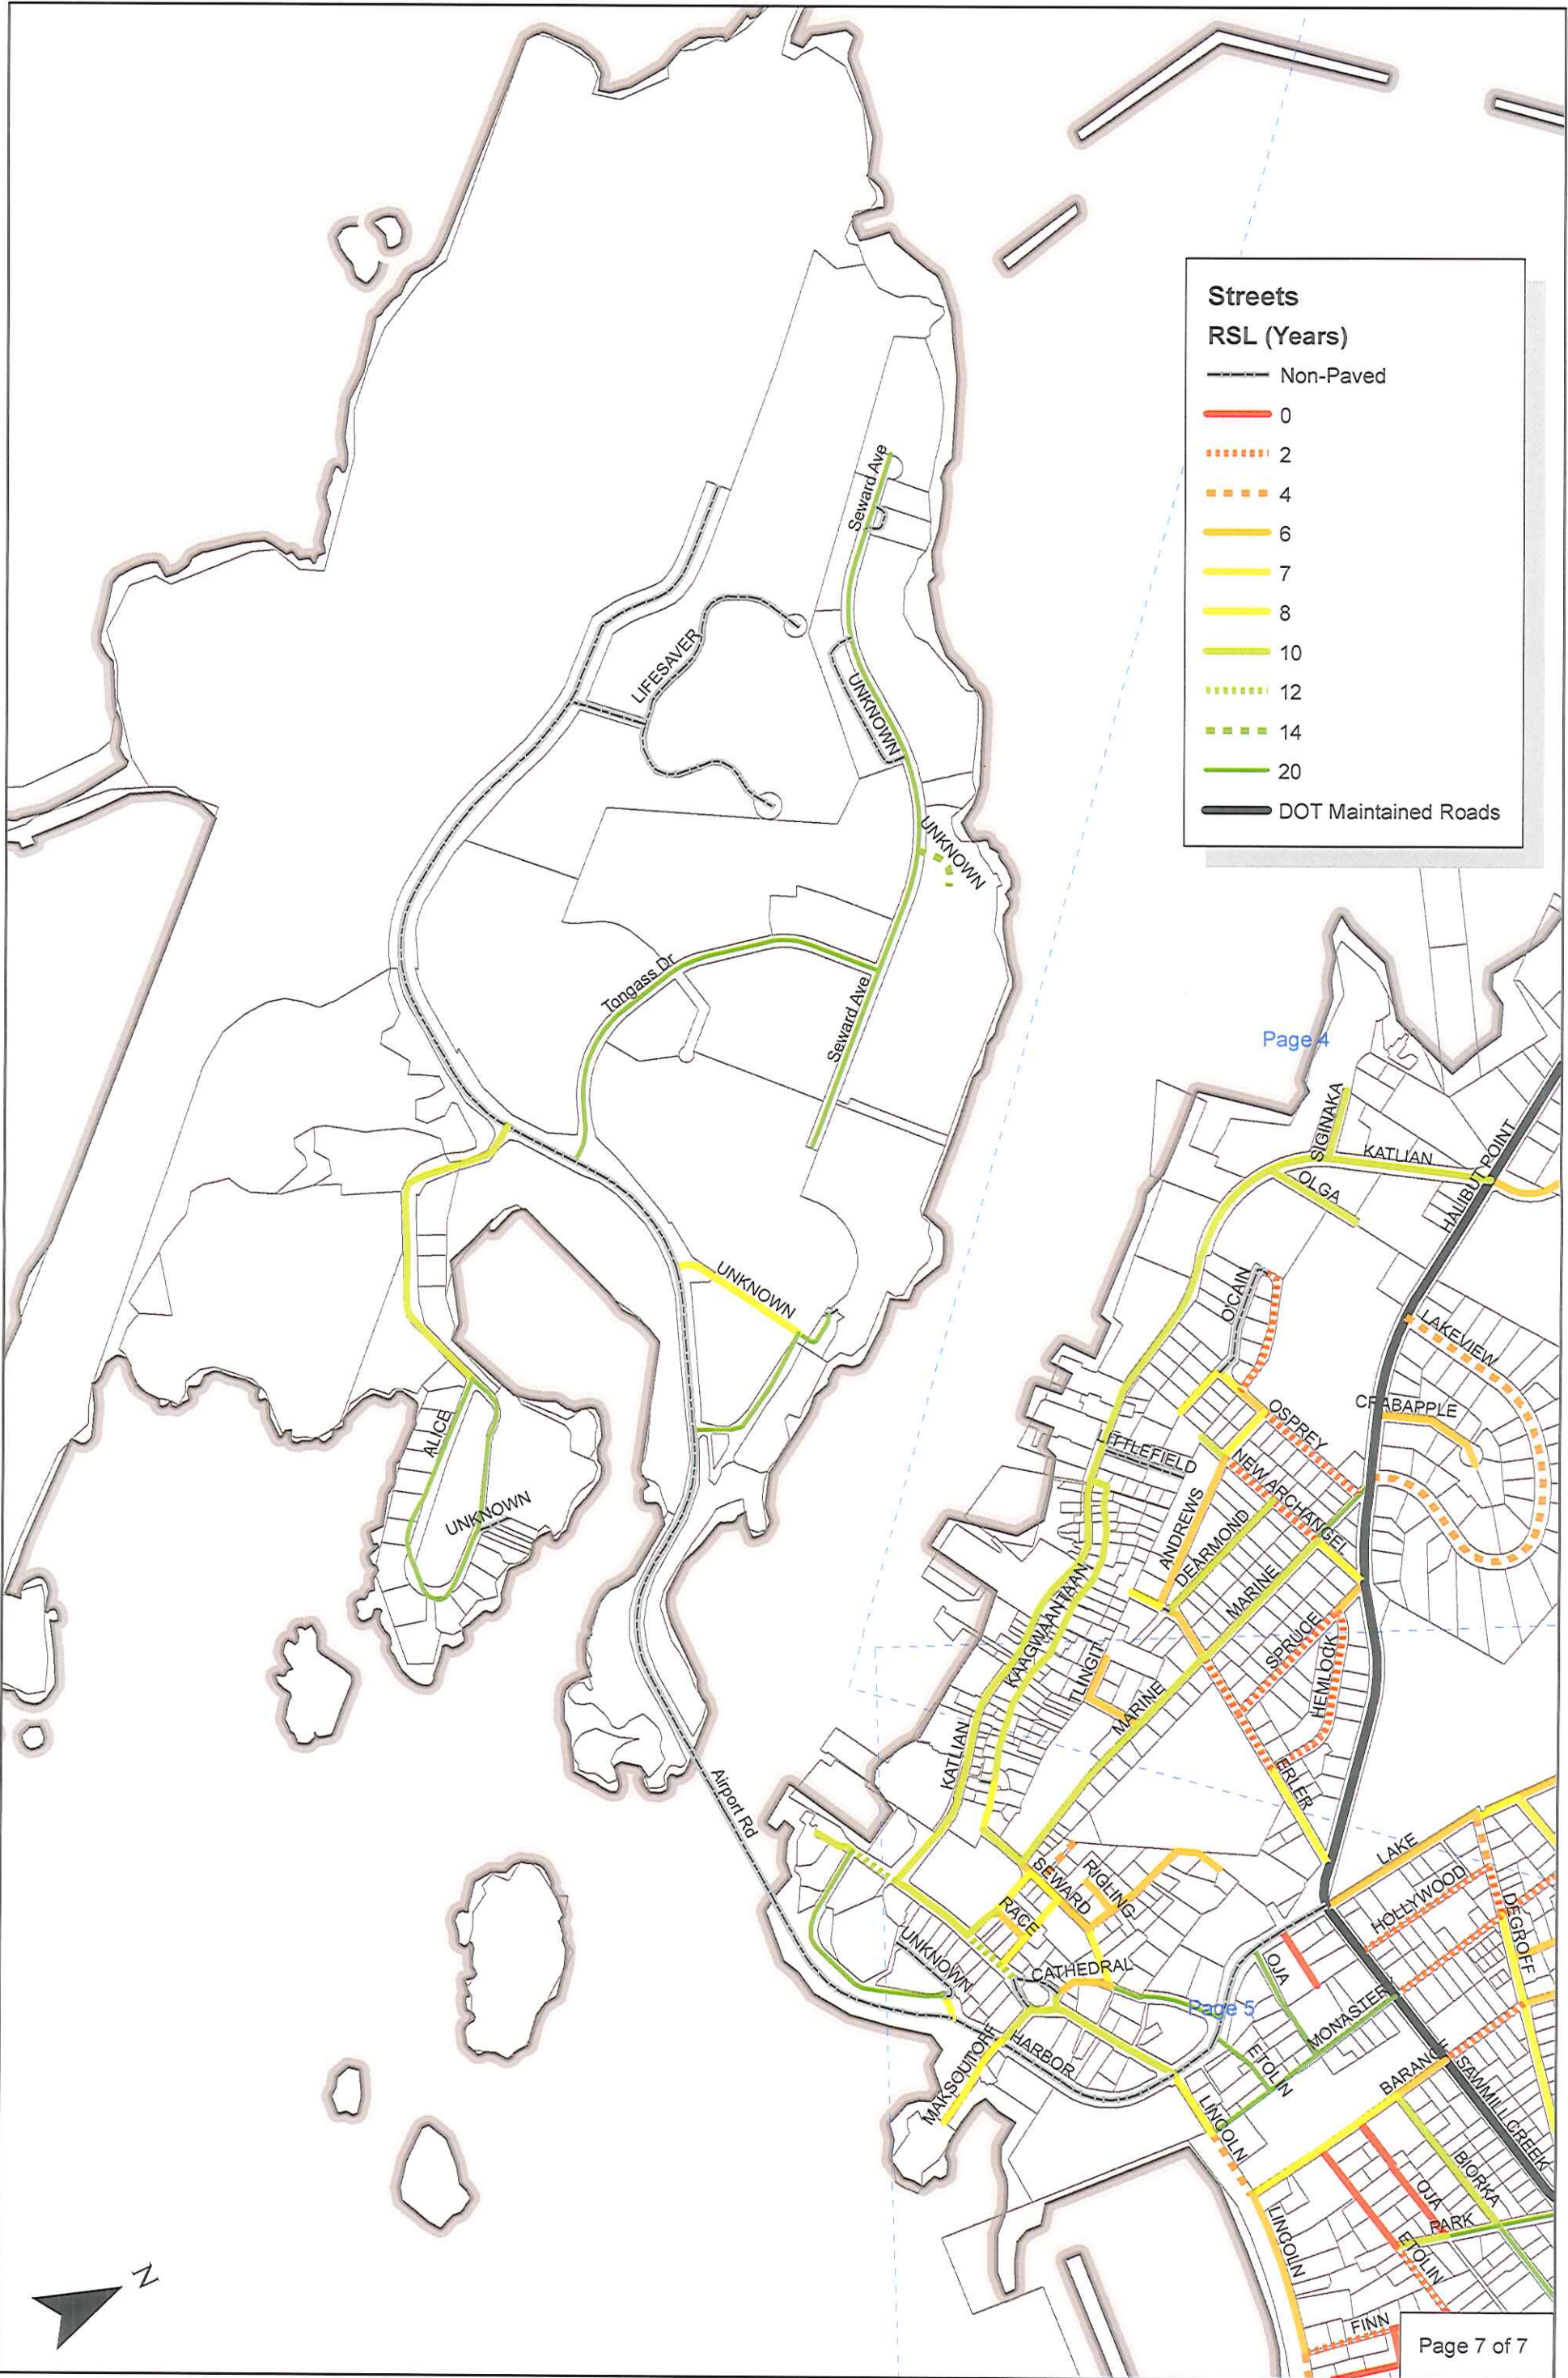 Streets
RSL (Years)
Non-Paved
0
2
4
6
7
8
10
12
14
20
DOT Maintained Roads
Seward Ave
LIFESAVER
UNKNOWN
UNKNOWN
Tongass Dr
Seward Ave
Page 4
SIGINAKA
KATLIAN
HALIBUT POINT
OLGA
UNKNOWN
O'CAIN
LAKEVIEW
CRABAPPLE
OSPREY
ALICE
LITTLEFIELD
NEW ARCHANGEL
UNKNOWN
ANDREWS
DEARMOND
MARINE
KAAGWAANTAAN
SPRUCE
HEMLOCK
TLINGIT
MARINE
KATLIAN
ERLER
Airport Rd
LAKE
SEWARD
RIGLING
HOLLYWOOD
DEGROFF
RACE
UNKNOWN
CATHEDRAL
OJA
Page 5
MONASTERY
HARBOR
MAKSOUTOFF
ETOLIN
BARANOF
SAWMILL CREEK
LINCOLN
BIORKA
OJA
PARK
LINCOLN
ETOLIN
FINN
N
Page 7 of 7